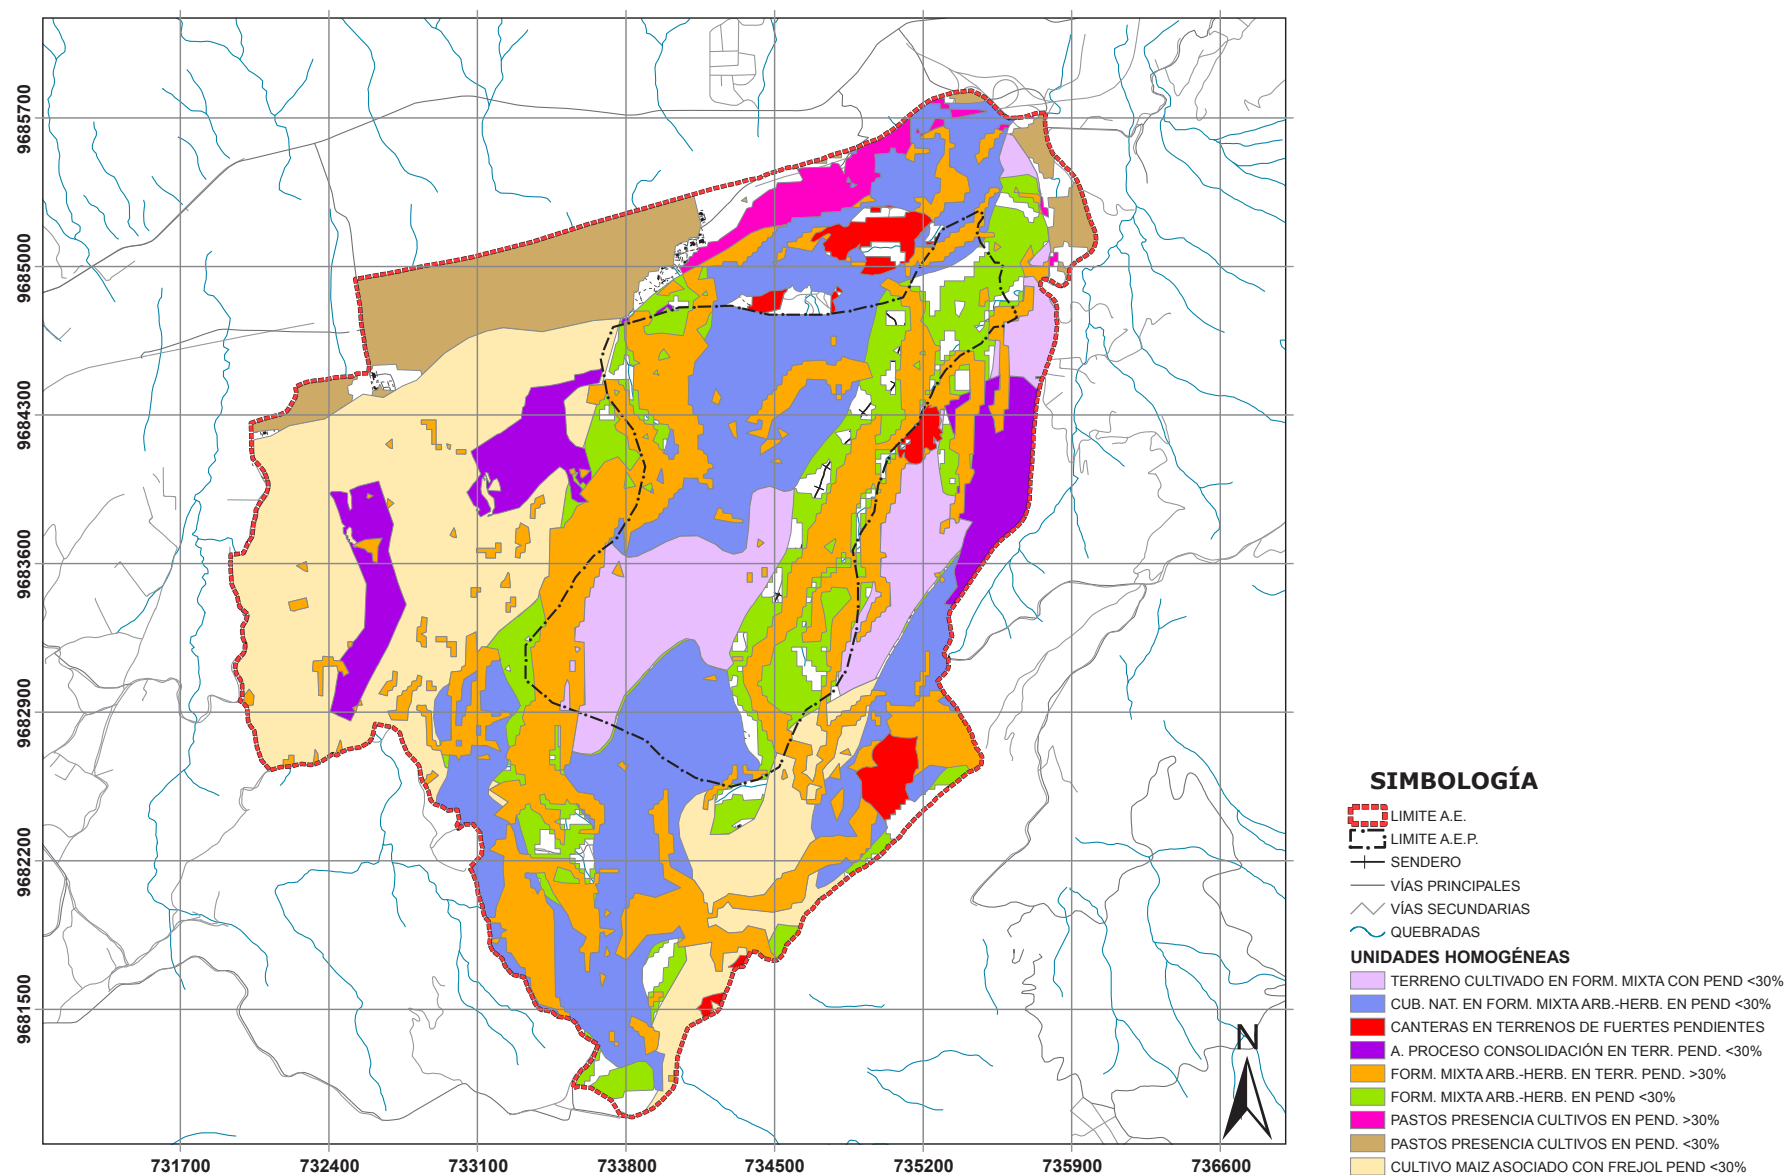 9685700
9685000
9684300
9683600
9682900
9682200
9681500
731700 732400 733100 733800 734500 735200 735900 736600
N
SIMBOLOGÍA
LIMITE A.E.
LIMITE A.E.P.
SENDERO
VÍAS PRINCIPALES
VÍAS SECUNDARIAS
QUEBRADAS
UNIDADES HOMOGÉNEAS
TERRENO CULTIVADO EN FORM. MIXTA CON PEND <30%
CUB. NAT. EN FORM. MIXTA ARB.-HERB. EN PEND <30%
CANTERAS EN TERRENOS DE FUERTES PENDIENTES
A. PROCESO CONSOLIDACIÓN EN TERR. PEND. <30%
FORM. MIXTA ARB.-HERB. EN TERR. PEND. >30%
FORM. MIXTA ARB.-HERB. EN PEND <30%
PASTOS PRESENCIA CULTIVOS EN PEND. >30%
PASTOS PRESENCIA CULTIVOS EN PEND. <30%
CULTIVO MAIZ ASOCIADO CON FREJOL PEND <30%